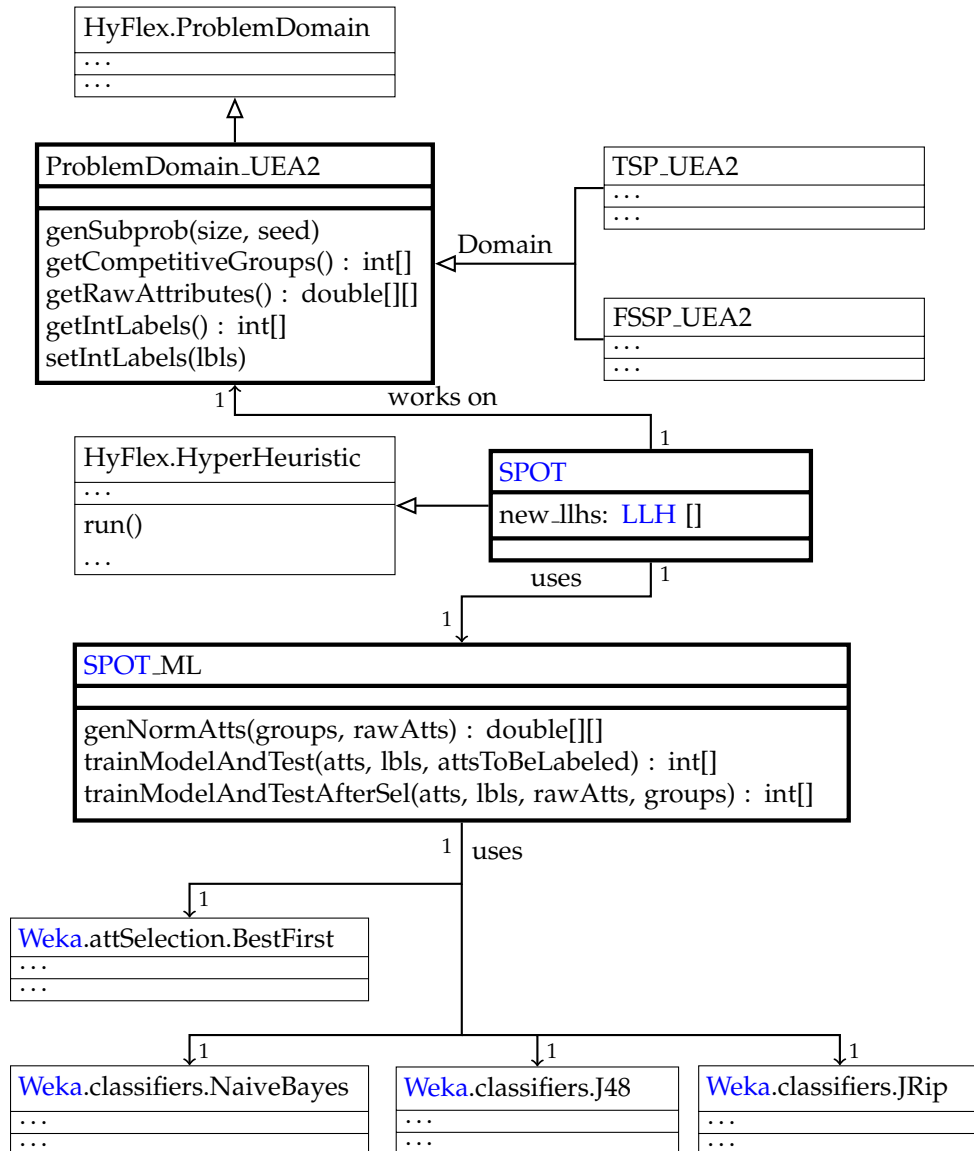 HyFlex.ProblemDomain
...
...
ProblemDomain_UEA2
genSubprob(size, seed)
getCompetitiveGroups() : int[]
getRawAttributes() : double[][]
getIntLabels() : int[]
setIntLabels(lbls)
Domain
TSP_UEA2
...
...
FSSP_UEA2
...
...
1
works on
1
HyFlex.HyperHeuristic
...
run()
...
SPOT
new_llhs: LLH []
uses
1
1
SPOT_ML
genNormAtts(groups, rawAtts) : double[][]
trainModelAndTest(atts, lbls, attsToBeLabeled) : int[]
trainModelAndTestAfterSel(atts, lbls, rawAtts, groups) : int[]
1 uses
1
Weka.attSelection.BestFirst
...
...
1
1
1
Weka.classifiers.NaiveBayes
...
...
Weka.classifiers.J48
...
...
Weka.classifiers.JRip
...
...